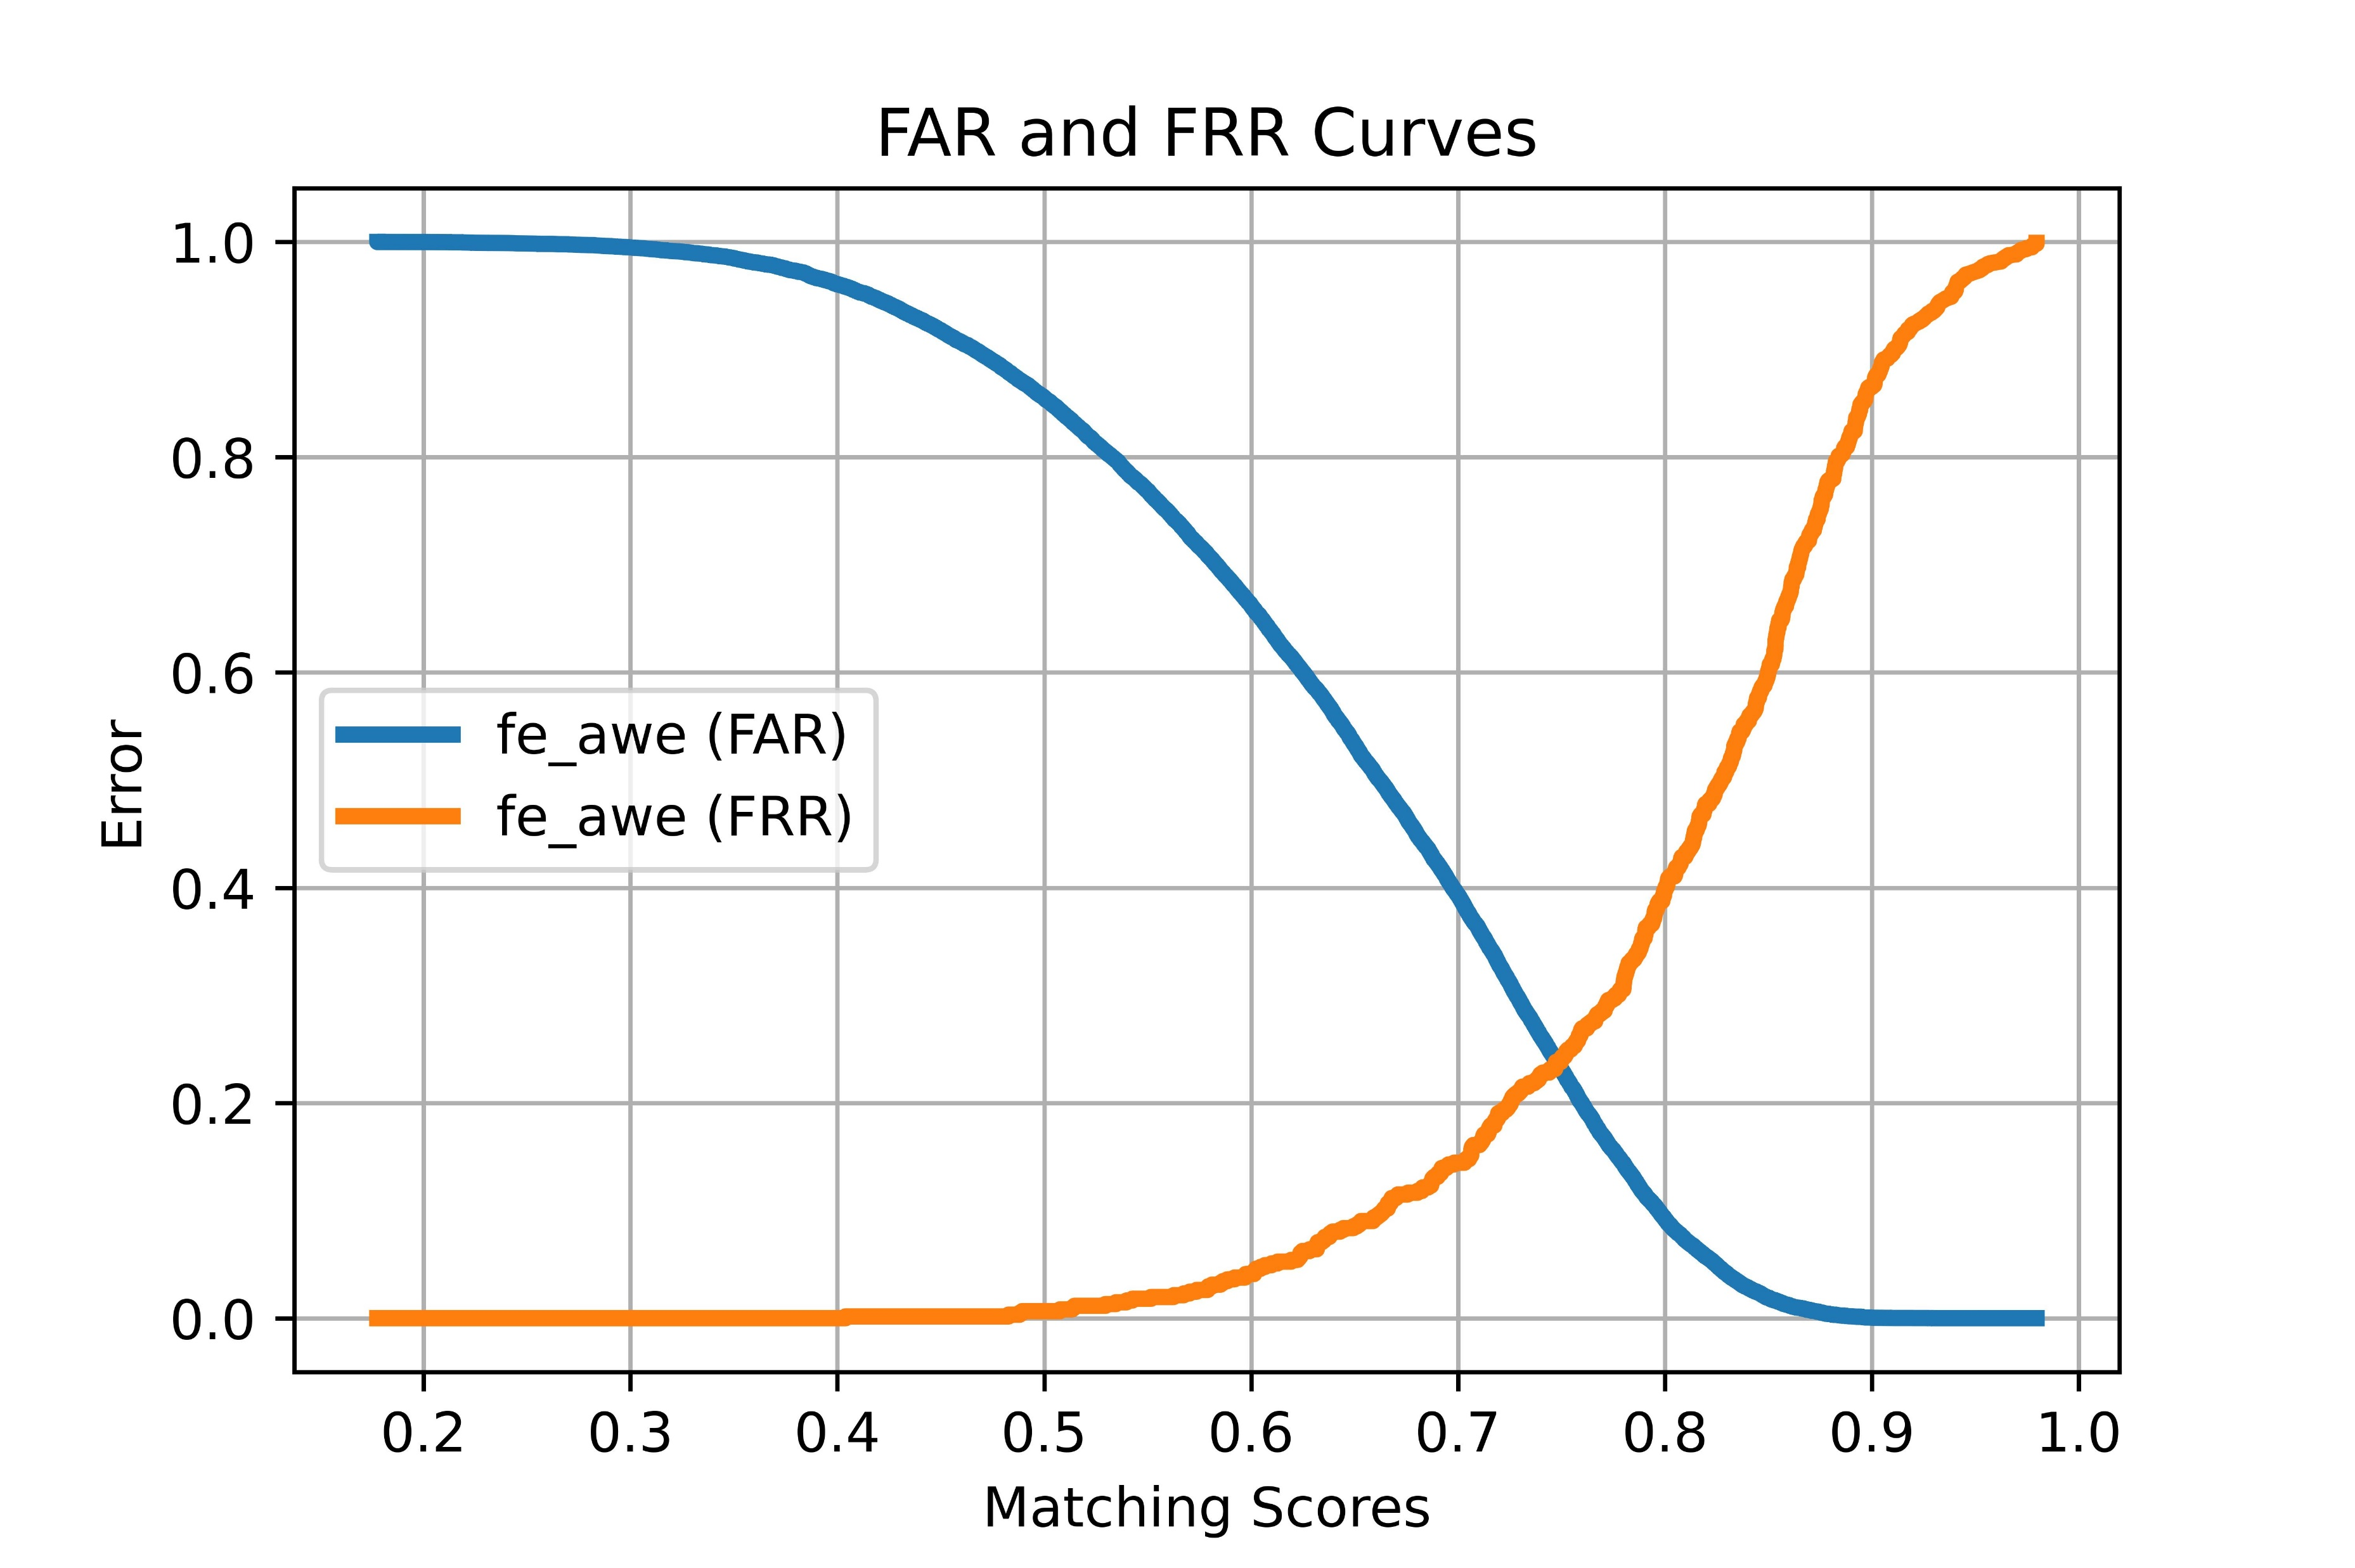 FAR and FRR Curves
1.0
0.8
0.6
0.4
0.2
0.0
Error
fe_awe (FAR)
fe_awe (FRR)
0.2 0.3 0.4 0.5 0.6 0.7 0.8 0.9 1.0
Matching Scores